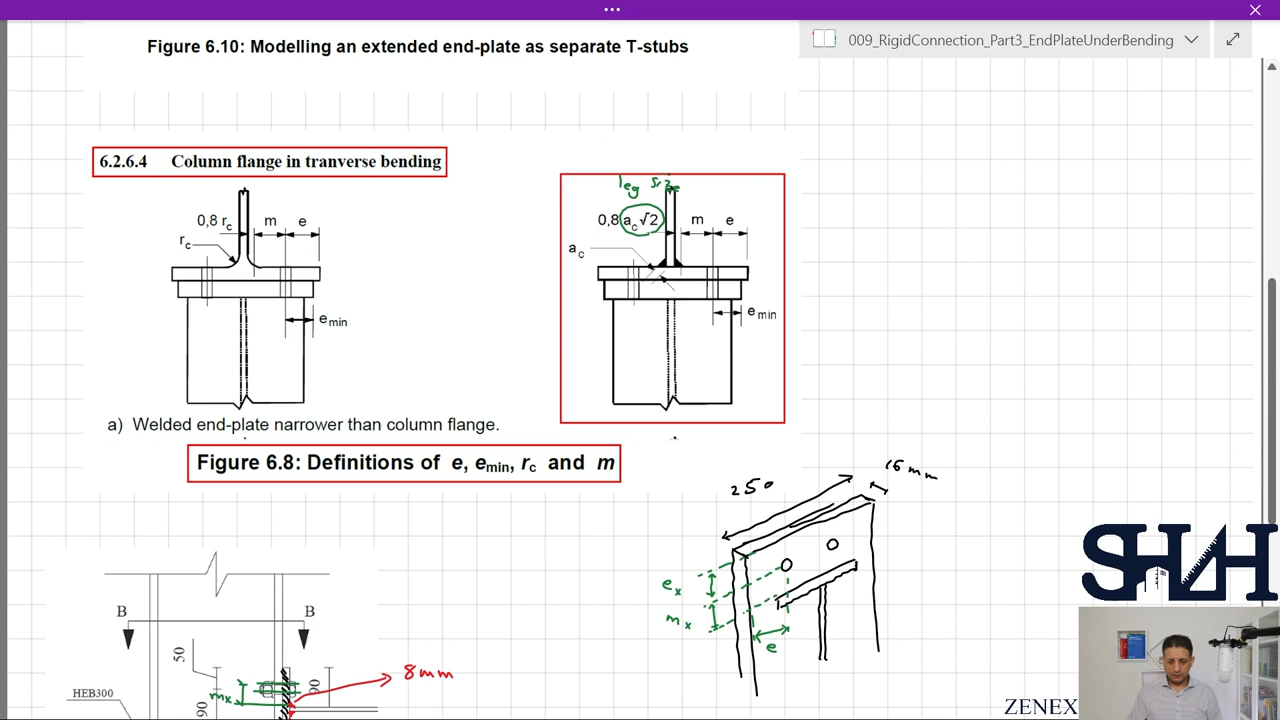 Figure 6.10: Modelling an extended end-plate as separate T-stubs
009_RigidConnection_Part3_EndPlateUnderBending
6.2.6.4 Column flange in tranverse bending
leg size
0,8 rc m e
rc
emin
0,8 ac √2 m e
ac
emin
a) Welded end-plate narrower than column flange.
Figure 6.8: Definitions of e, emin, rc and m
250
16 mm
ex
mx
e
B B
50
HEB300
mx
8mm
90
90
SHZH
ZENEX